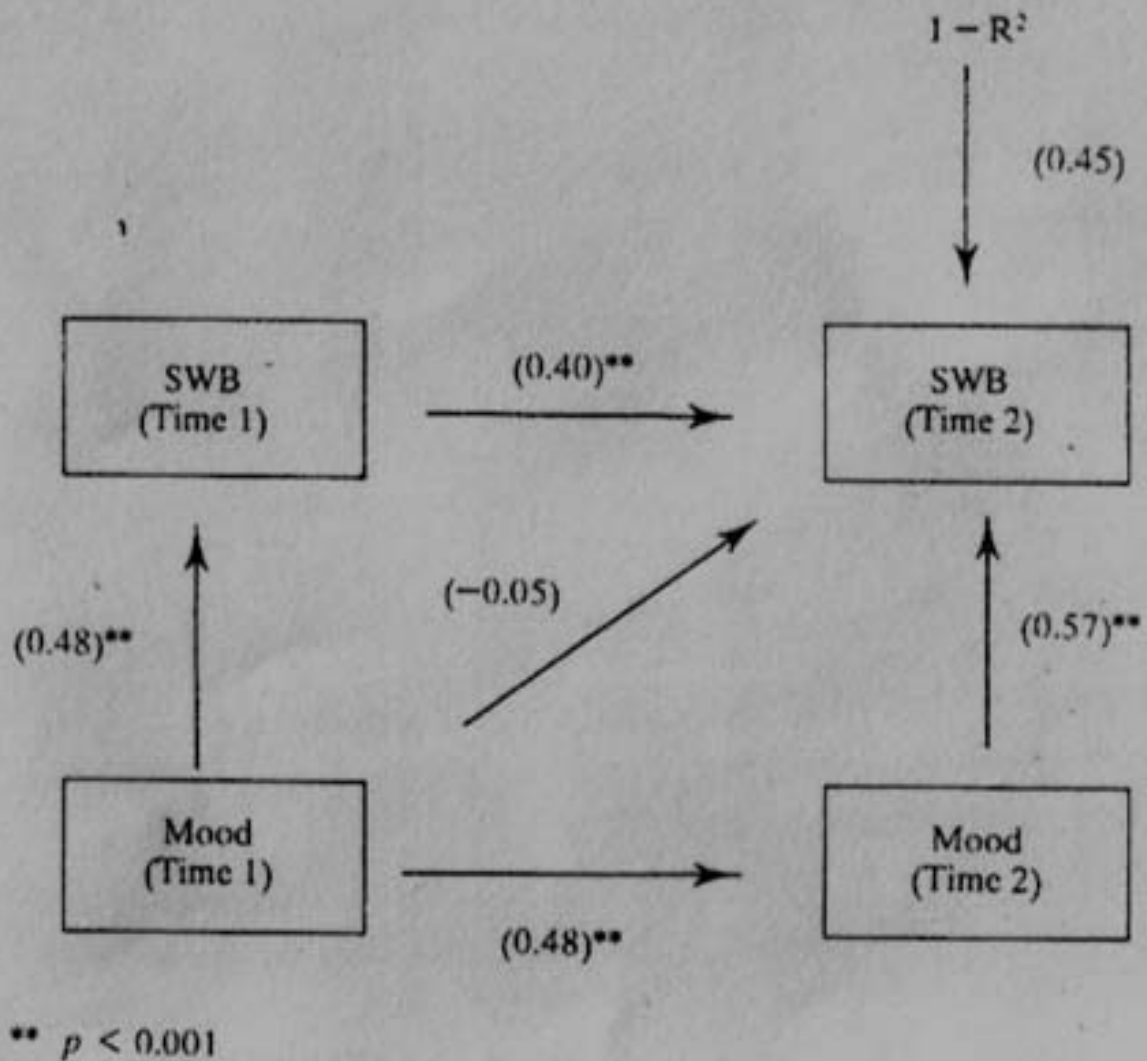 1 − R²
(0.45)
SWB
(Time 1)
(0.40)**
SWB
(Time 2)
(0.48)**
(−0.05)
(0.57)**
Mood
(Time 1)
Mood
(Time 2)
(0.48)**
** p < 0.001